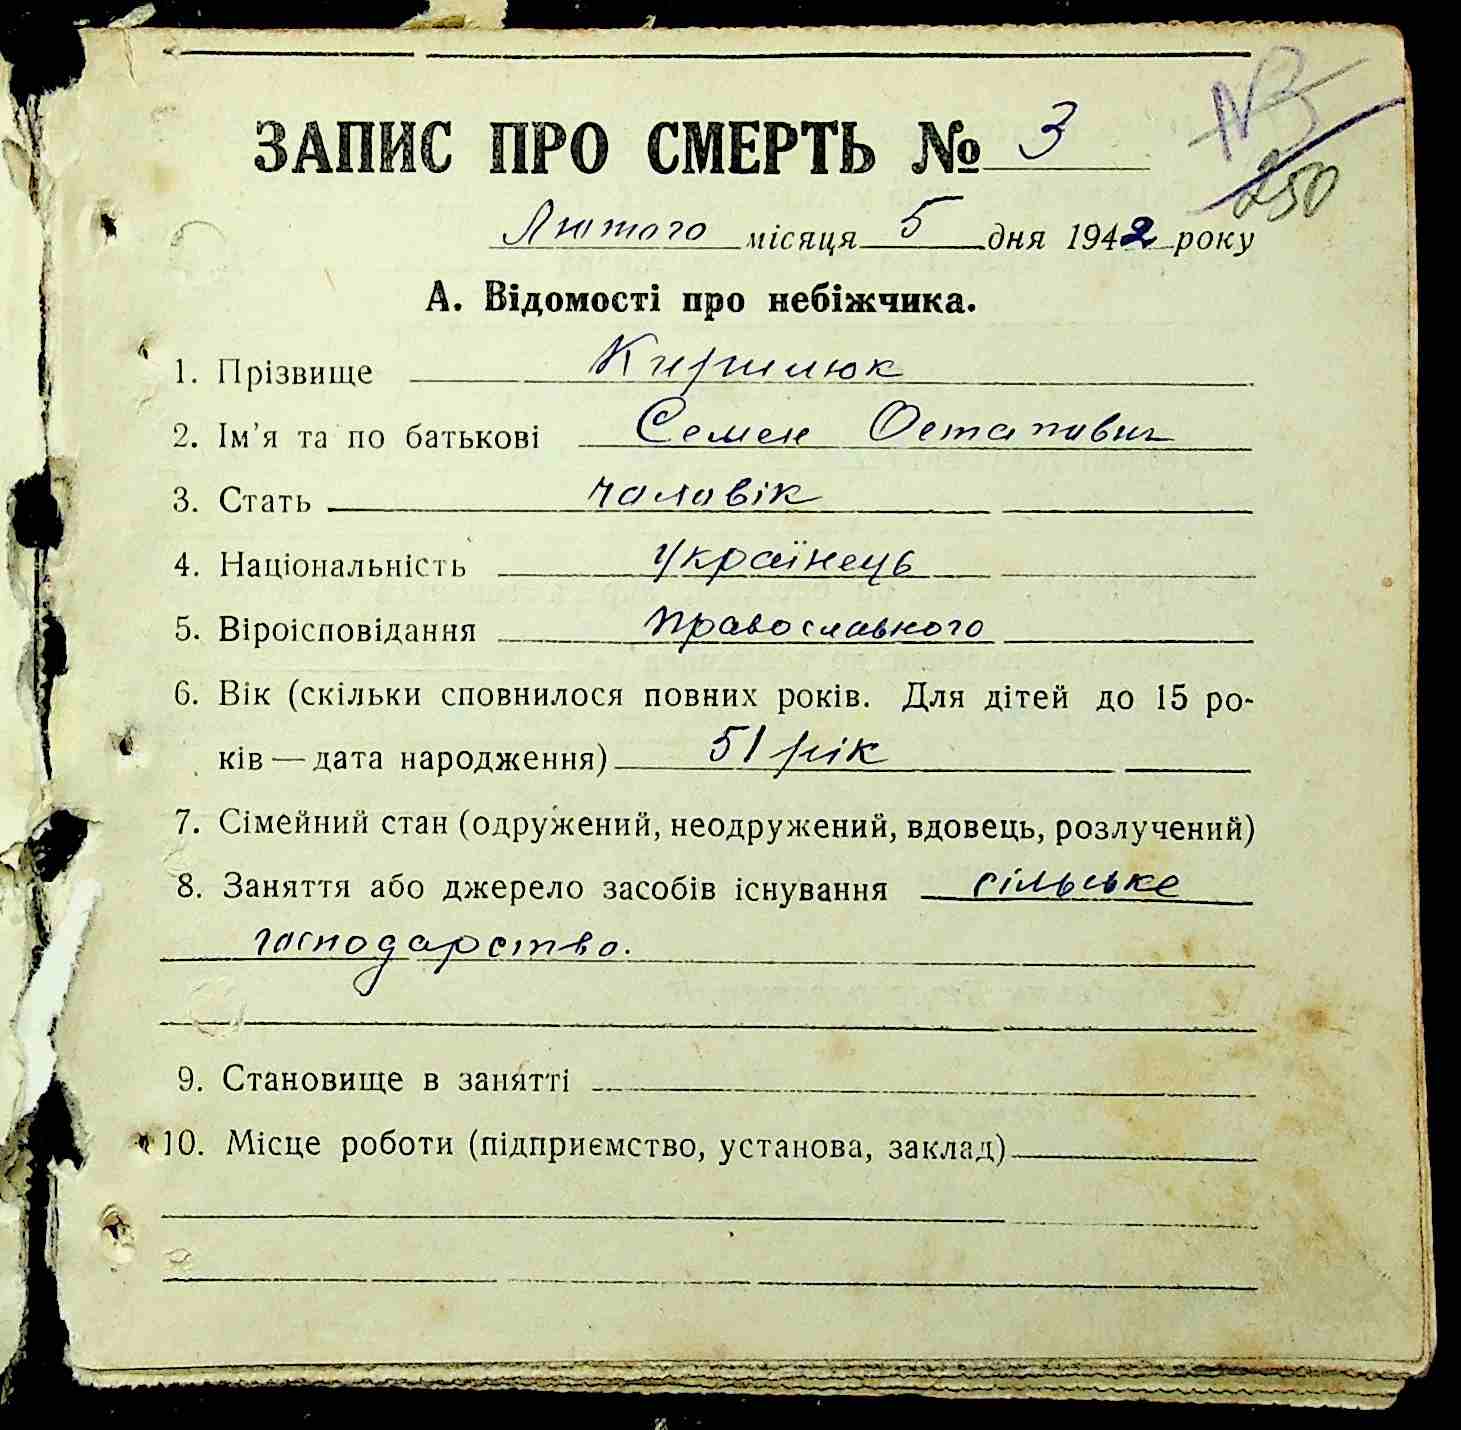 №3
250
ЗАПИС ПРО СМЕРТЬ № 3
Лютого місяця 5 дня 1942 року
А. Відомості про небіжчика.
1. Прізвище Кирилюк
2. Ім'я та по батькові Семен Остапович
3. Стать чоловік
4. Національність українець
5. Віроісповідання православного
6. Вік (скільки сповнилося повних років. Для дітей до 15 ро-
ків — дата народження) 51 рік
7. Сімейний стан (одружений, неодружений, вдовець, розлучений)
8. Заняття або джерело засобів існування сільське
господарство.
9. Становище в занятті
10. Місце роботи (підприємство, установа, заклад)